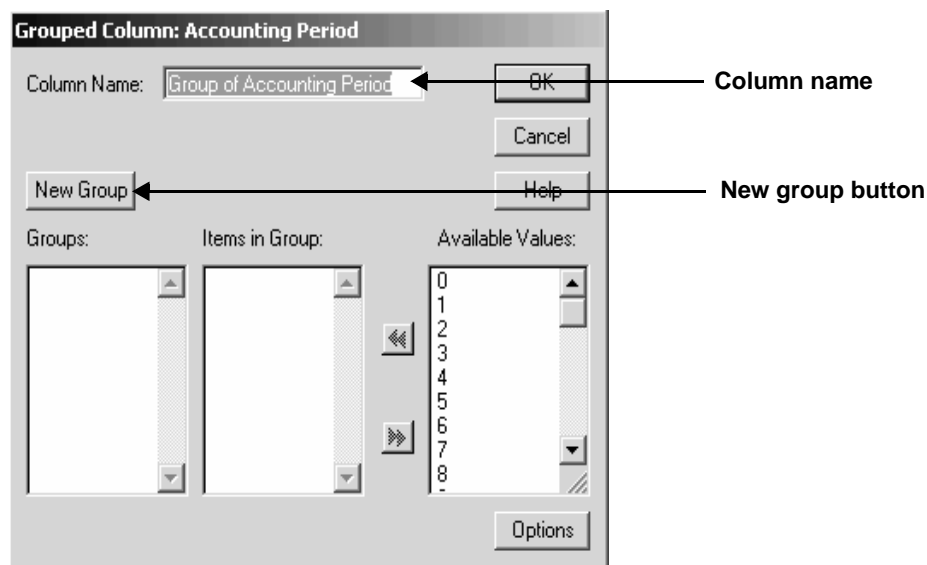 Grouped Column: Accounting Period
Column Name: Group of Accounting Period OK Column name
Cancel
New Group Help New group button
Groups: Items in Group: Available Values:
0
1
2
3
4
5
6
7
8
Options